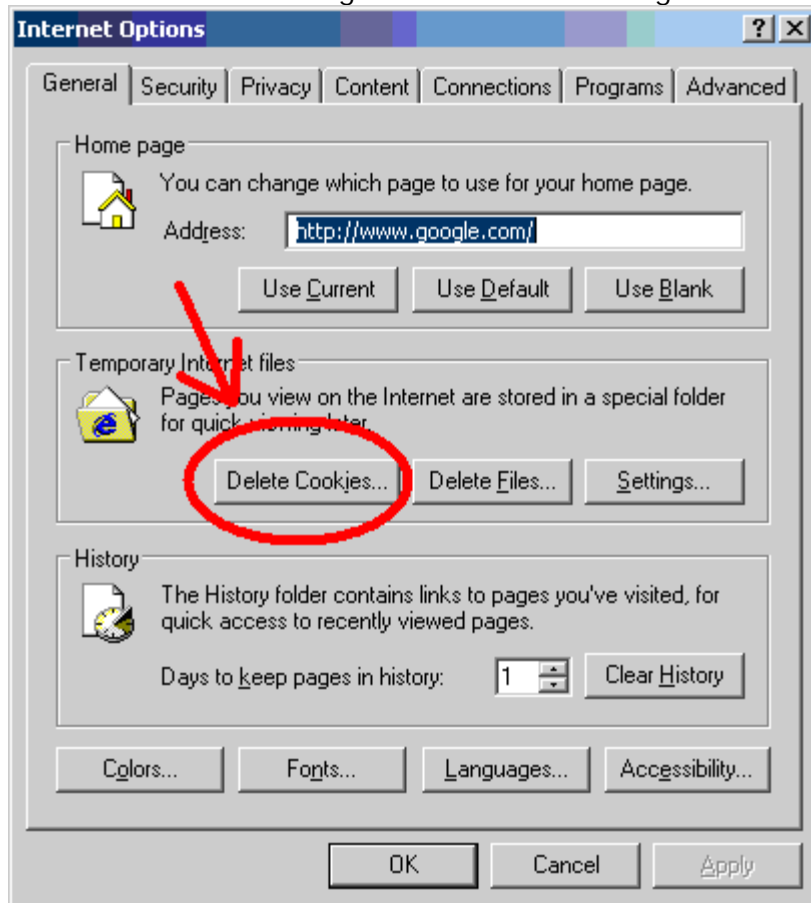 Internet Options
General Security Privacy Content Connections Programs Advanced
Home page
You can change which page to use for your home page.
Address: http://www.google.com/
Use Current Use Default Use Blank
Temporary Internet files
Pages you view on the Internet are stored in a special folder
for quick viewing later.
Delete Cookies... Delete Files... Settings...
History
The History folder contains links to pages you've visited, for
quick access to recently viewed pages.
Days to keep pages in history: 1 Clear History
Colors... Fonts... Languages... Accessibility...
OK Cancel Apply